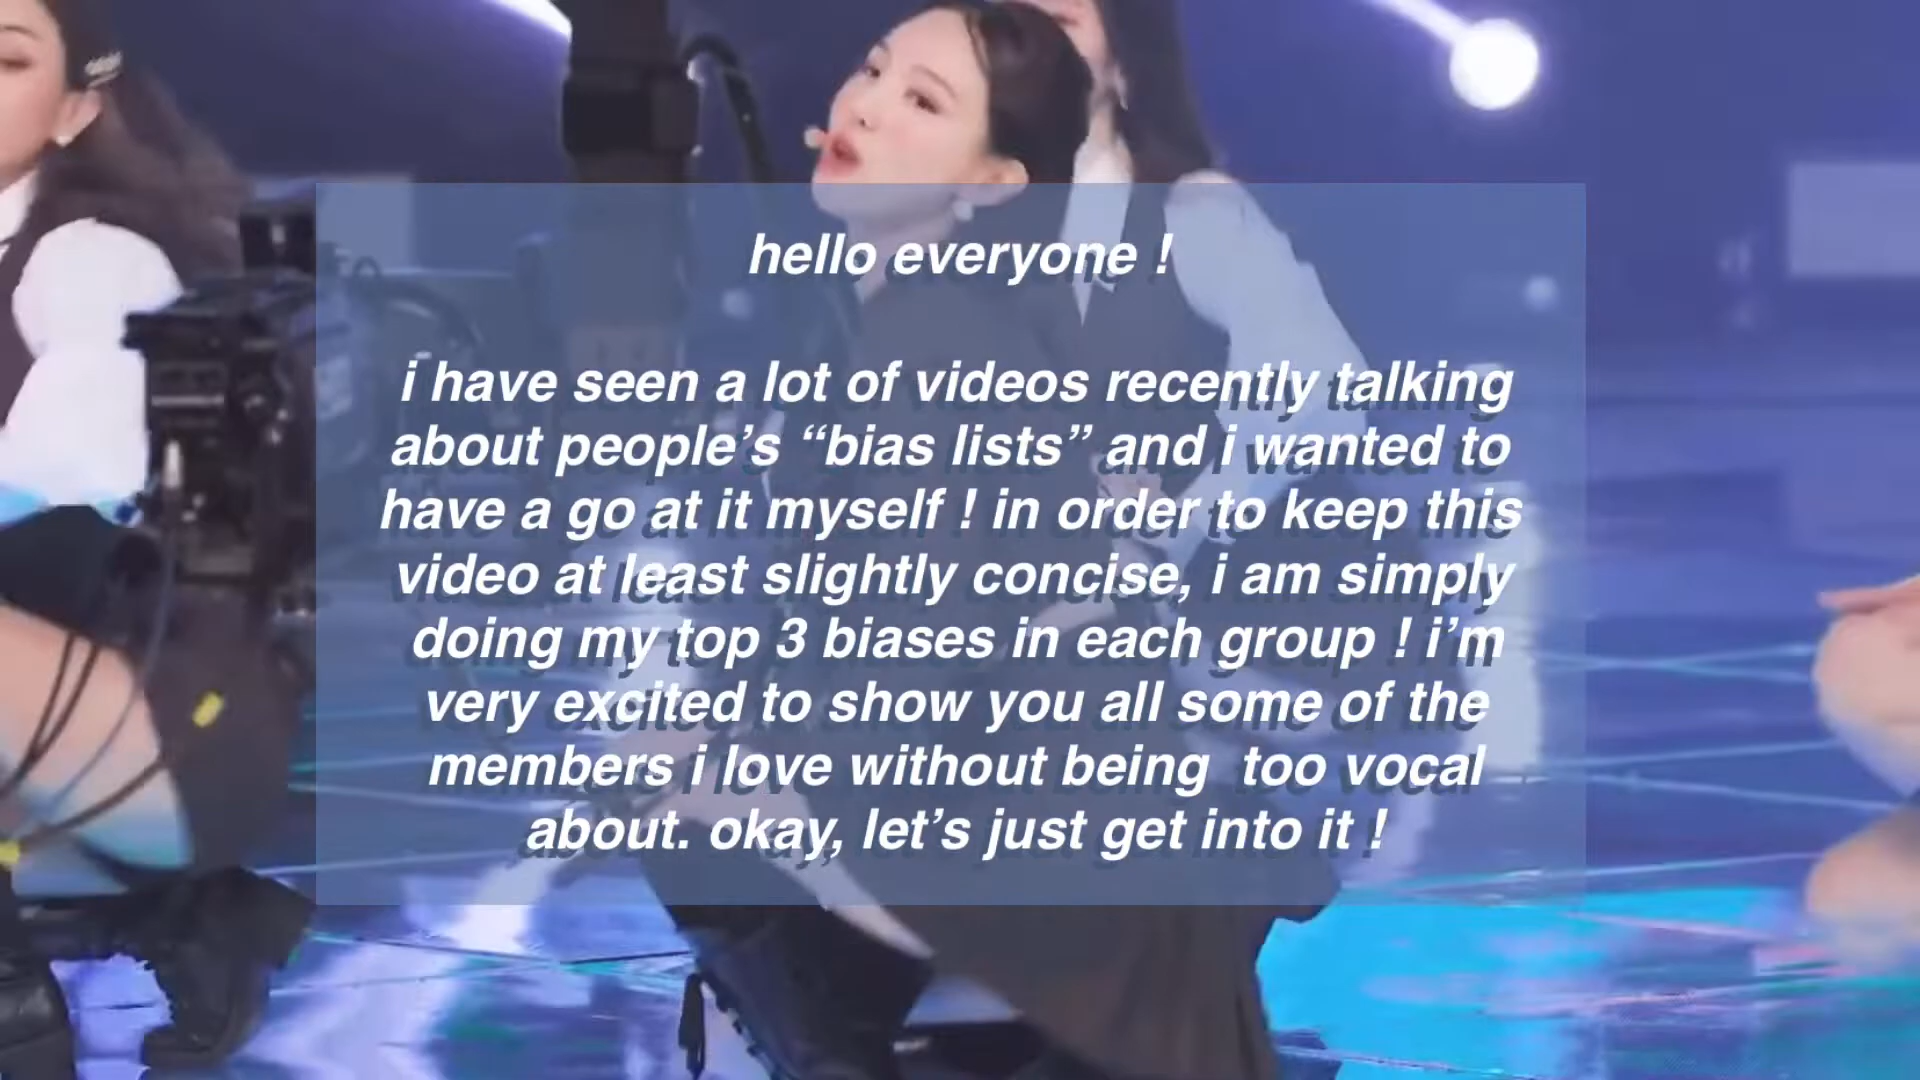 hello everyone !
i have seen a lot of videos recently talking
about people’s “bias lists” and i wanted to
have a go at it myself ! in order to keep this
video at least slightly concise, i am simply
doing my top 3 biases in each group ! i’m
very excited to show you all some of the
members i love without being  too vocal
about. okay, let’s just get into it !